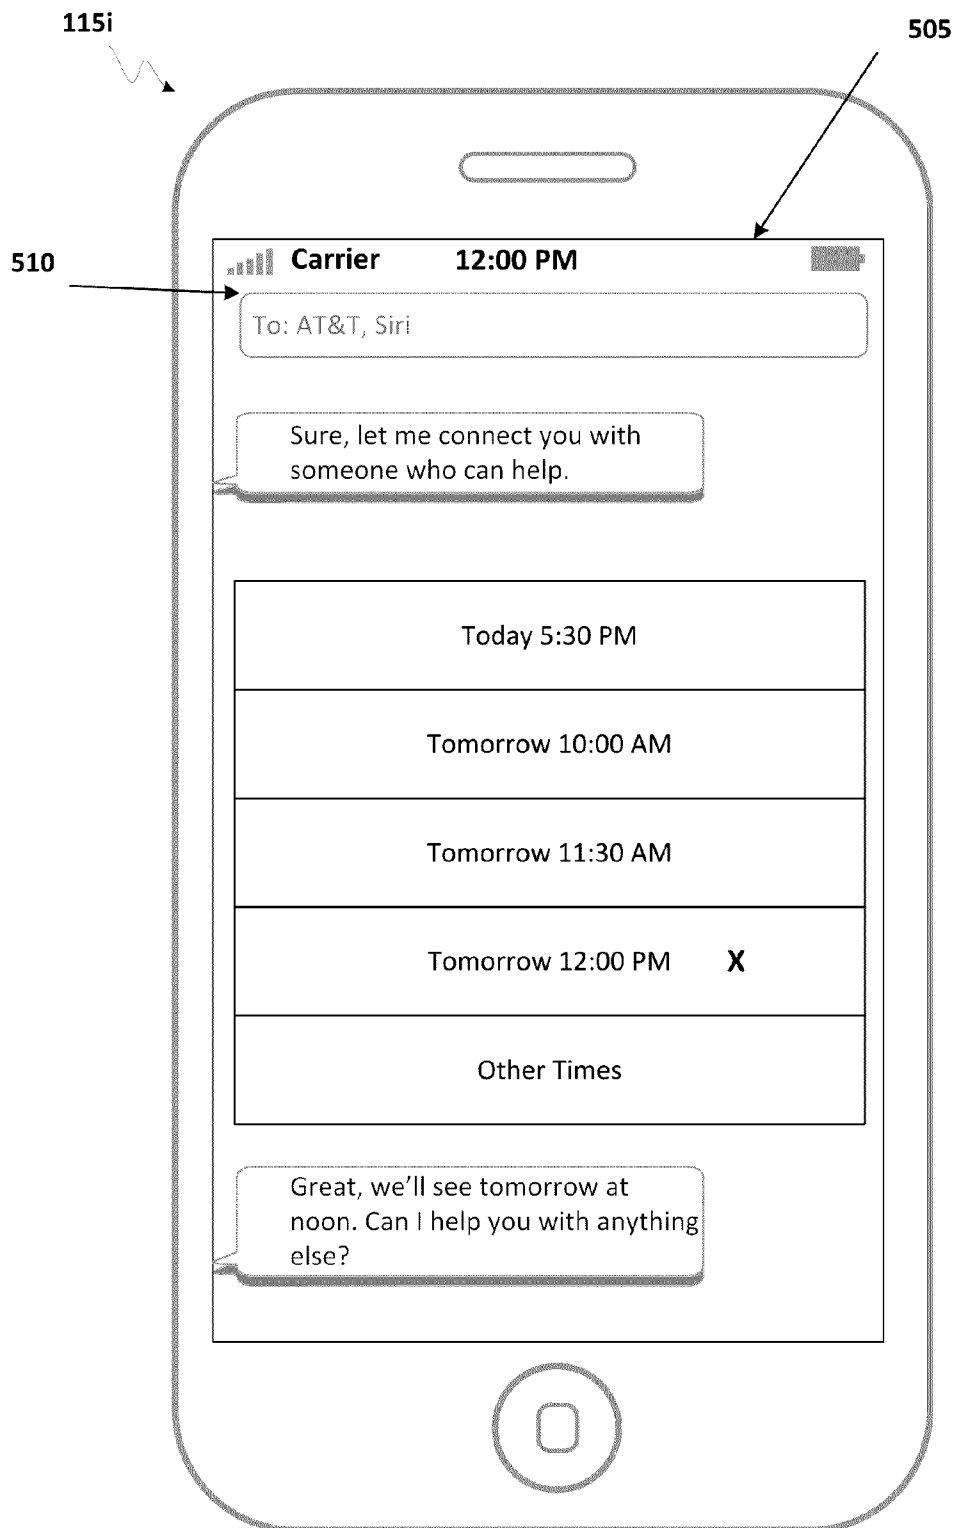 115i
505
510
Carrier 12:00 PM
To: AT&T, Siri
Sure, let me connect you with
someone who can help.
Today 5:30 PM
Tomorrow 10:00 AM
Tomorrow 11:30 AM
Tomorrow 12:00 PM X
Other Times
Great, we’ll see tomorrow at
noon. Can I help you with anything
else?